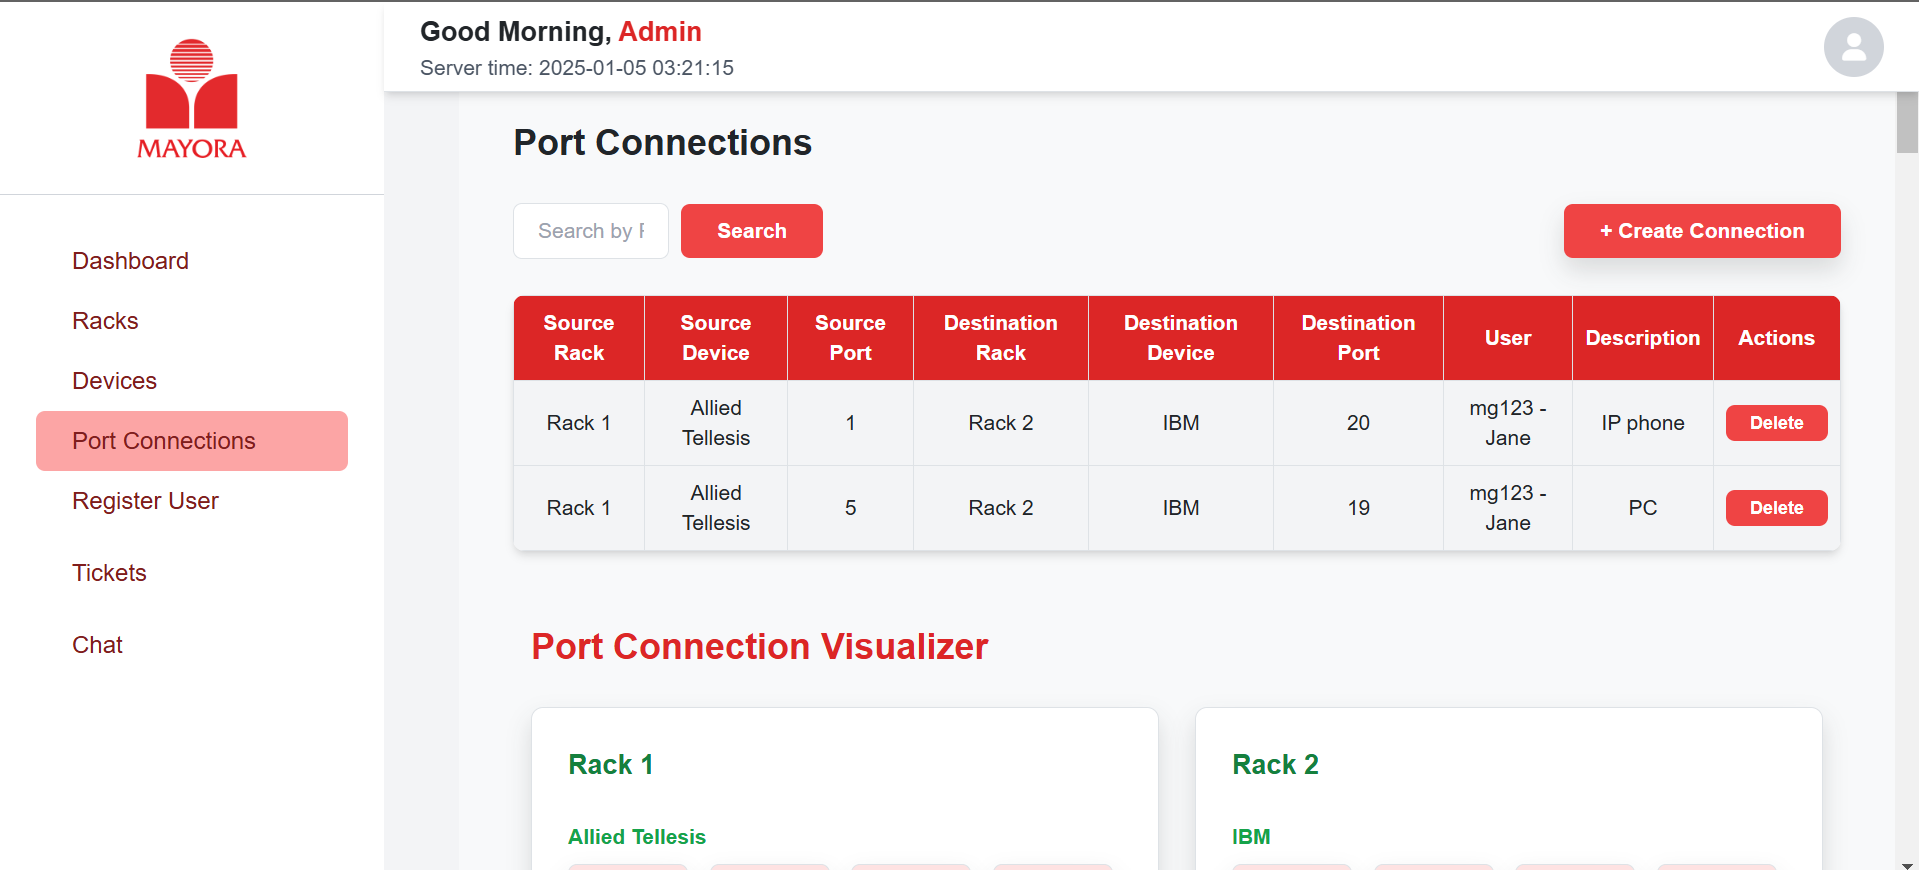 MAYORA
Good Morning, Admin
Server time: 2025-01-05 03:21:15
Dashboard
Racks
Devices
Port Connections
Register User
Tickets
Chat
Port Connections
Search by
Search
+ Create Connection
Source Rack
Source Device
Source Port
Destination Rack
Destination Device
Destination Port
User
Description
Actions
Rack 1
Allied Tellesis
1
Rack 2
IBM
20
mg123 - Jane
IP phone
Delete
Rack 1
Allied Tellesis
5
Rack 2
IBM
19
mg123 - Jane
PC
Delete
Port Connection Visualizer
Rack 1
Allied Tellesis
Rack 2
IBM